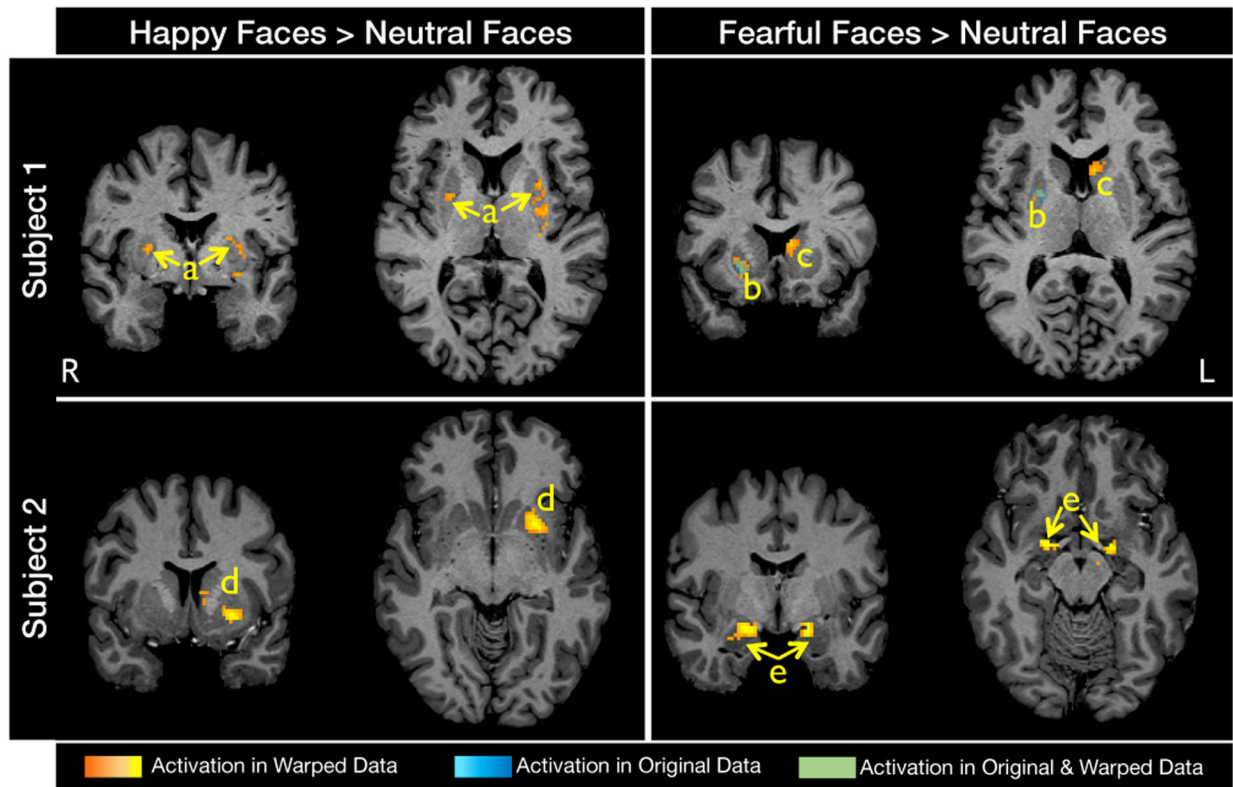 Happy Faces > Neutral Faces
Fearful Faces > Neutral Faces
Subject 1
a
a
b
c
b
c
R
L
Subject 2
d
d
e
e
Activation in Warped Data
Activation in Original Data
Activation in Original & Warped Data